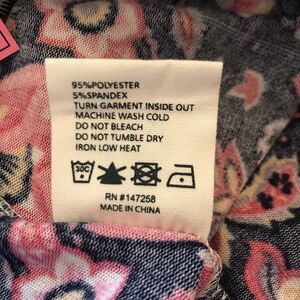 95%POLYESTER
5%SPANDEX
TURN GARMENT INSIDE OUT
MACHINE WASH COLD
DO NOT BLEACH
DO NOT TUMBLE DRY
IRON LOW HEAT
30C
RN #147258
MADE IN CHINA